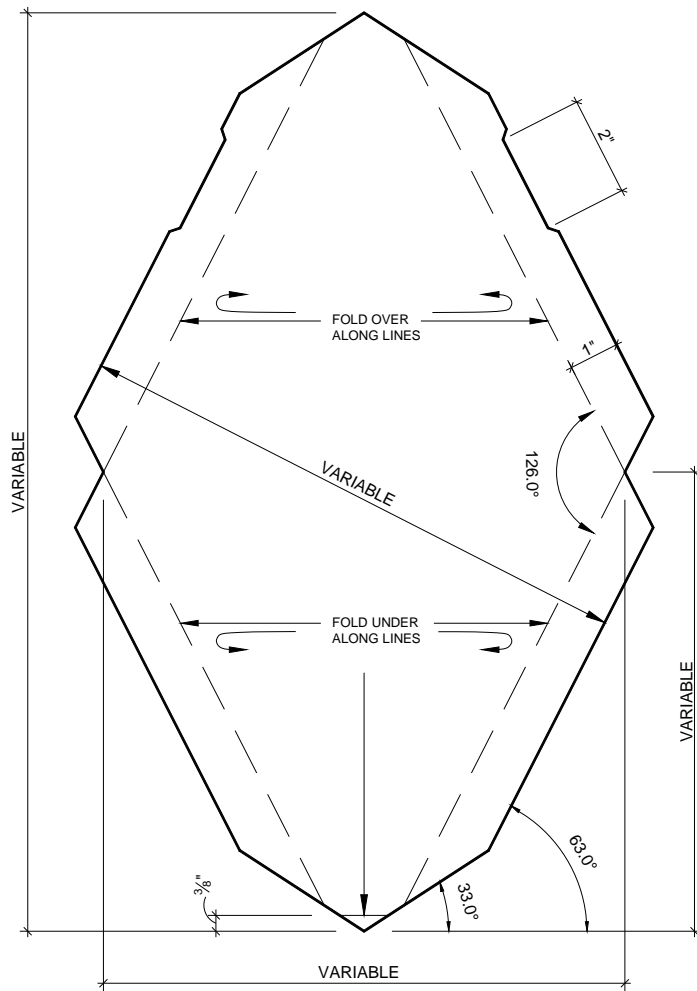 2"
FOLD OVER
ALONG LINES
1"
VARIABLE
VARIABLE
126.0°
FOLD UNDER
ALONG LINES
VARIABLE
63.0°
3/8"
33.0°
VARIABLE